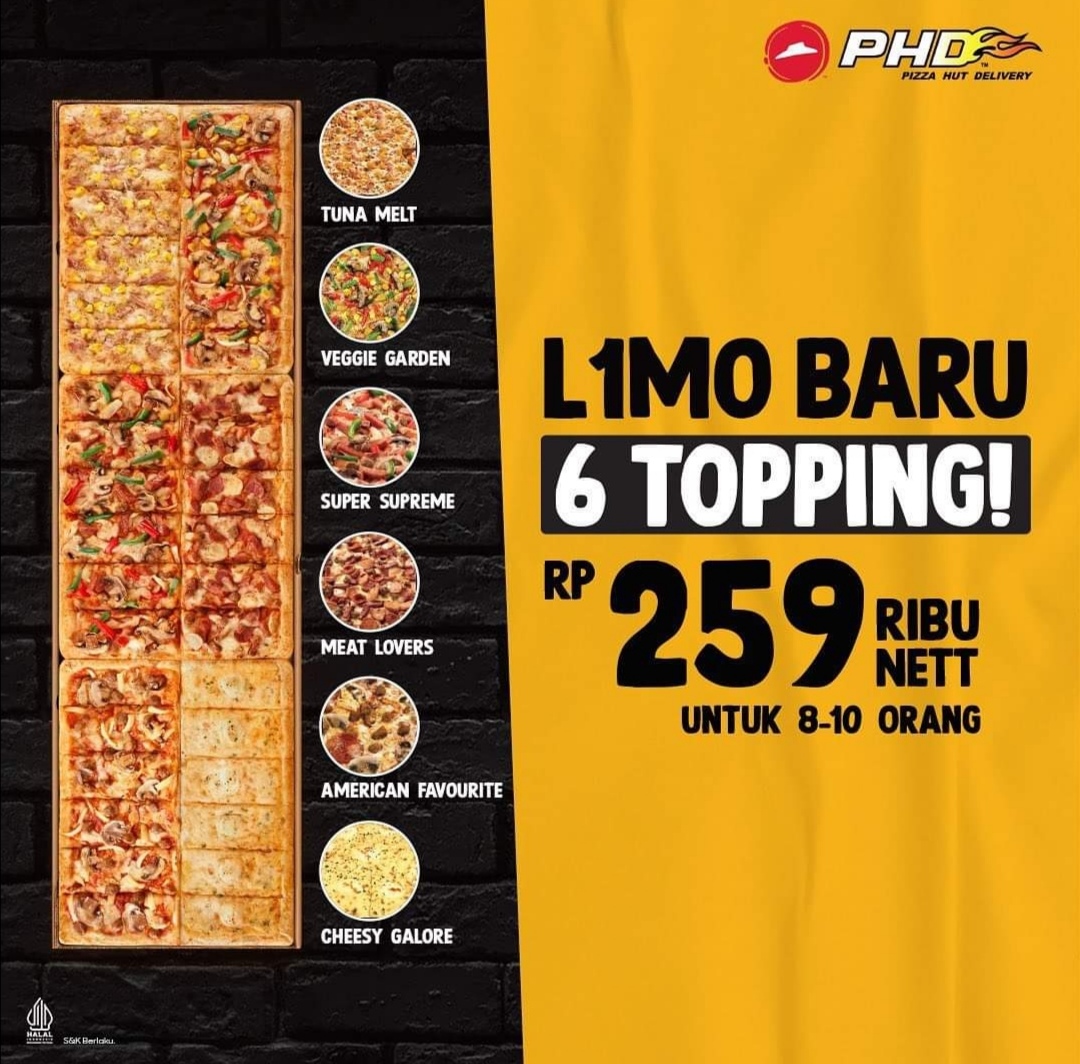 PHD
PIZZA HUT DELIVERY
TUNA MELT
VEGGIE GARDEN
SUPER SUPREME
MEAT LOVERS
AMERICAN FAVOURITE
CHEESY GALORE
L1MO BARU
6 TOPPING!
RP 259 RIBU
NETT
UNTUK 8-10 ORANG
HALAL
INDONESIA
S&K Berlaku.